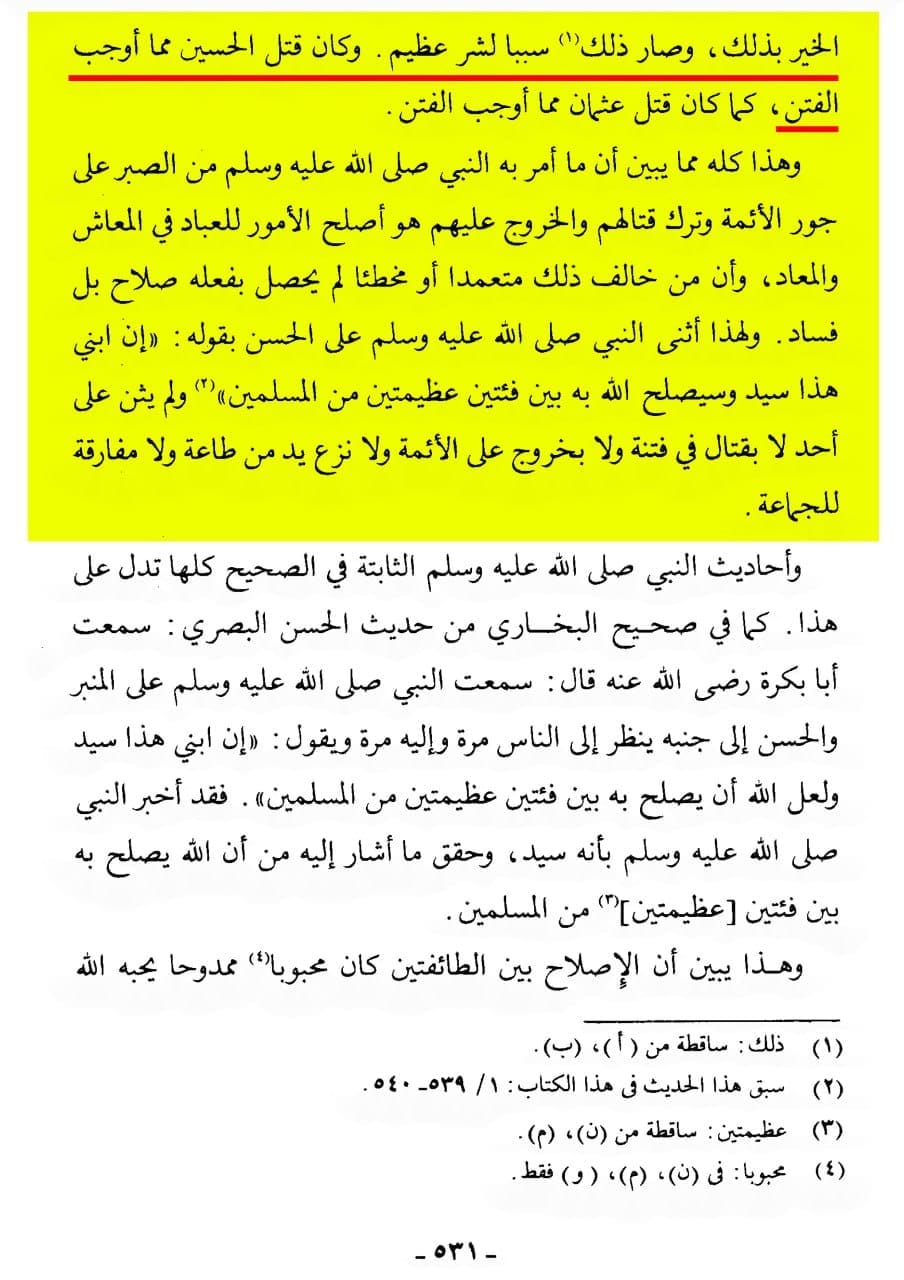 الخير بذلك، وصار ذلك(١) سببا لشر عظيم. وكان قتل الحسين مما أوجب
الفتن، كما كان قتل عثمان مما أوجب الفتن.
وهذا كله مما يبين أن ما أمر به النبي صلى الله عليه وسلم من الصبر على
جور الأئمة وترك قتالهم والخروج عليهم هو أصلح الأمور للعباد في المعاش
والمعاد، وأن من خالف ذلك متعمدا أو مخطئا لم يحصل بفعله صلاح بل
فساد. ولهذا أثنى النبي صلى الله عليه وسلم على الحسن بقوله: «إن ابني
هذا سيد وسيصلح الله به بين فئتين عظيمتين من المسلمين»(٢) ولم يثن على
أحد لا بقتال في فتنة ولا بخروج على الأئمة ولا نزع يد من طاعة ولا مفارقة
للجماعة.
وأحاديث النبي صلى الله عليه وسلم الثابتة في الصحيح كلها تدل على
هذا. كما في صحيح البخاري من حديث الحسن البصري: سمعت
أبا بكرة رضى الله عنه قال: سمعت النبي صلى الله عليه وسلم على المنبر
والحسن إلى جنبه ينظر إلى الناس مرة وإليه مرة ويقول: «إن ابني هذا سيد
ولعل الله أن يصلح به بين فئتين عظيمتين من المسلمين». فقد أخبر النبي
صلى الله عليه وسلم بأنه سيد، وحقق ما أشار إليه من أن الله يصلح به
بين فئتين [عظيمتين](٣) من المسلمين.
وهذا يبين أن الإصلاح بين الطائفتين كان محبوبا(٤) ممدوحا يحبه الله
(١) ذلك: ساقطة من (أ)، (ب).
(٢) سبق هذا الحديث فى هذا الكتاب: ١/ ٥٣٩- ٥٤٠.
(٣) عظيمتين: ساقطة من (ن)، (م).
(٤) محبوبا: فى (ن)، (م)، (و) فقط.
- ٥٣١ -